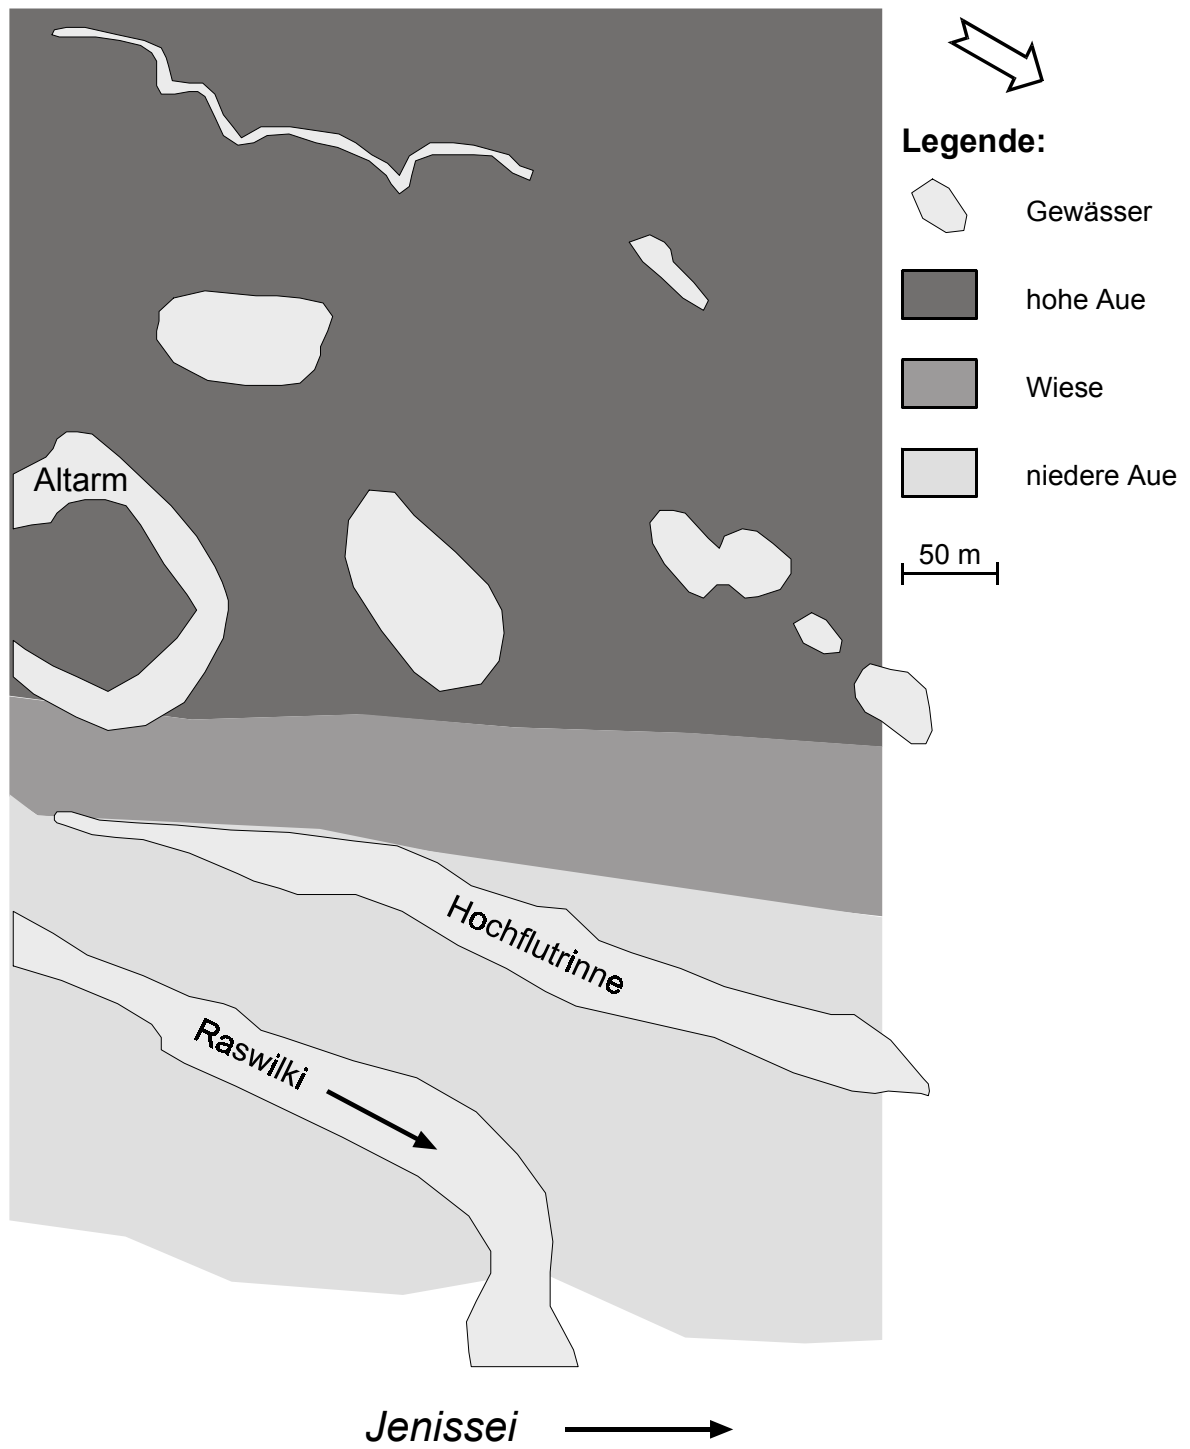 Legende:
Gewässer
hohe Aue
Wiese
niedere Aue
50 m
Altarm
Hochflutrinne
Raswilki
Jenissei